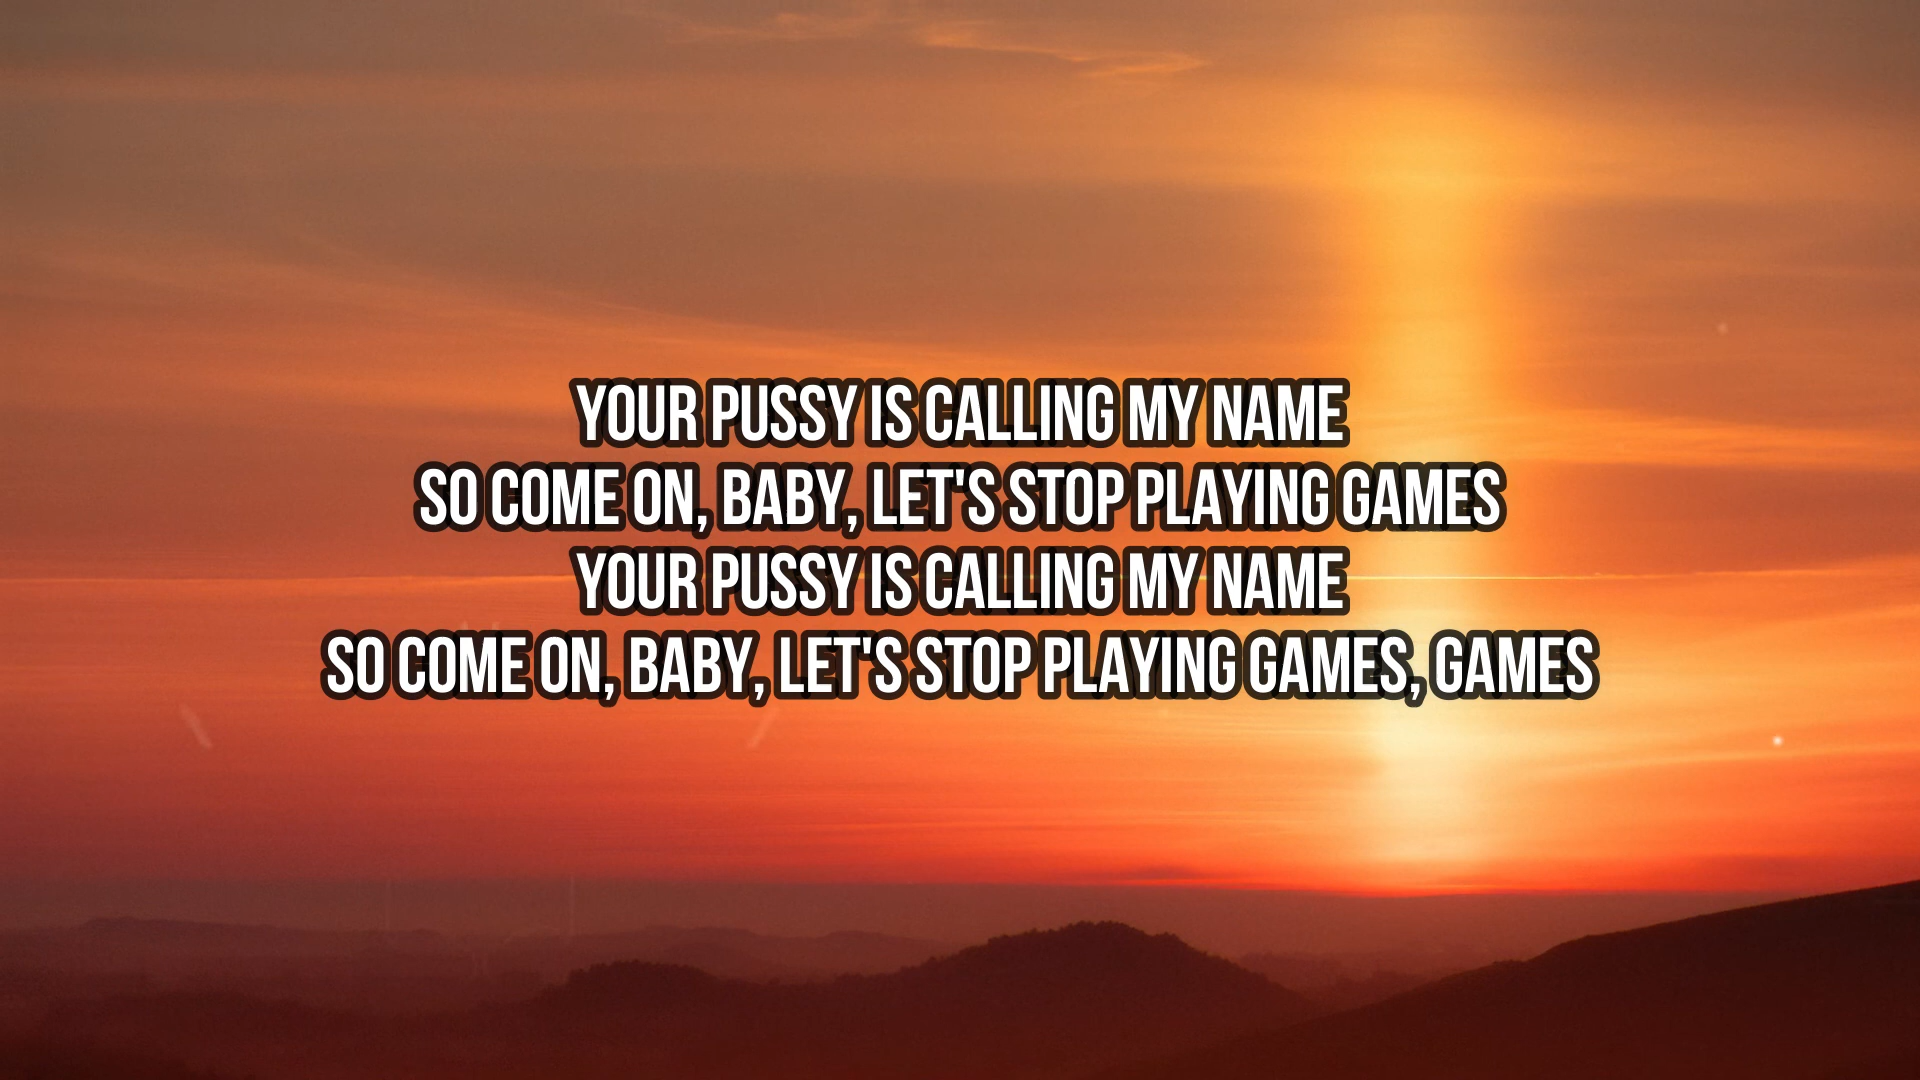 YOUR PUSSY IS CALLING MY NAME
SO COME ON, BABY, LET'S STOP PLAYING GAMES
YOUR PUSSY IS CALLING MY NAME
SO COME ON, BABY, LET'S STOP PLAYING GAMES, GAMES